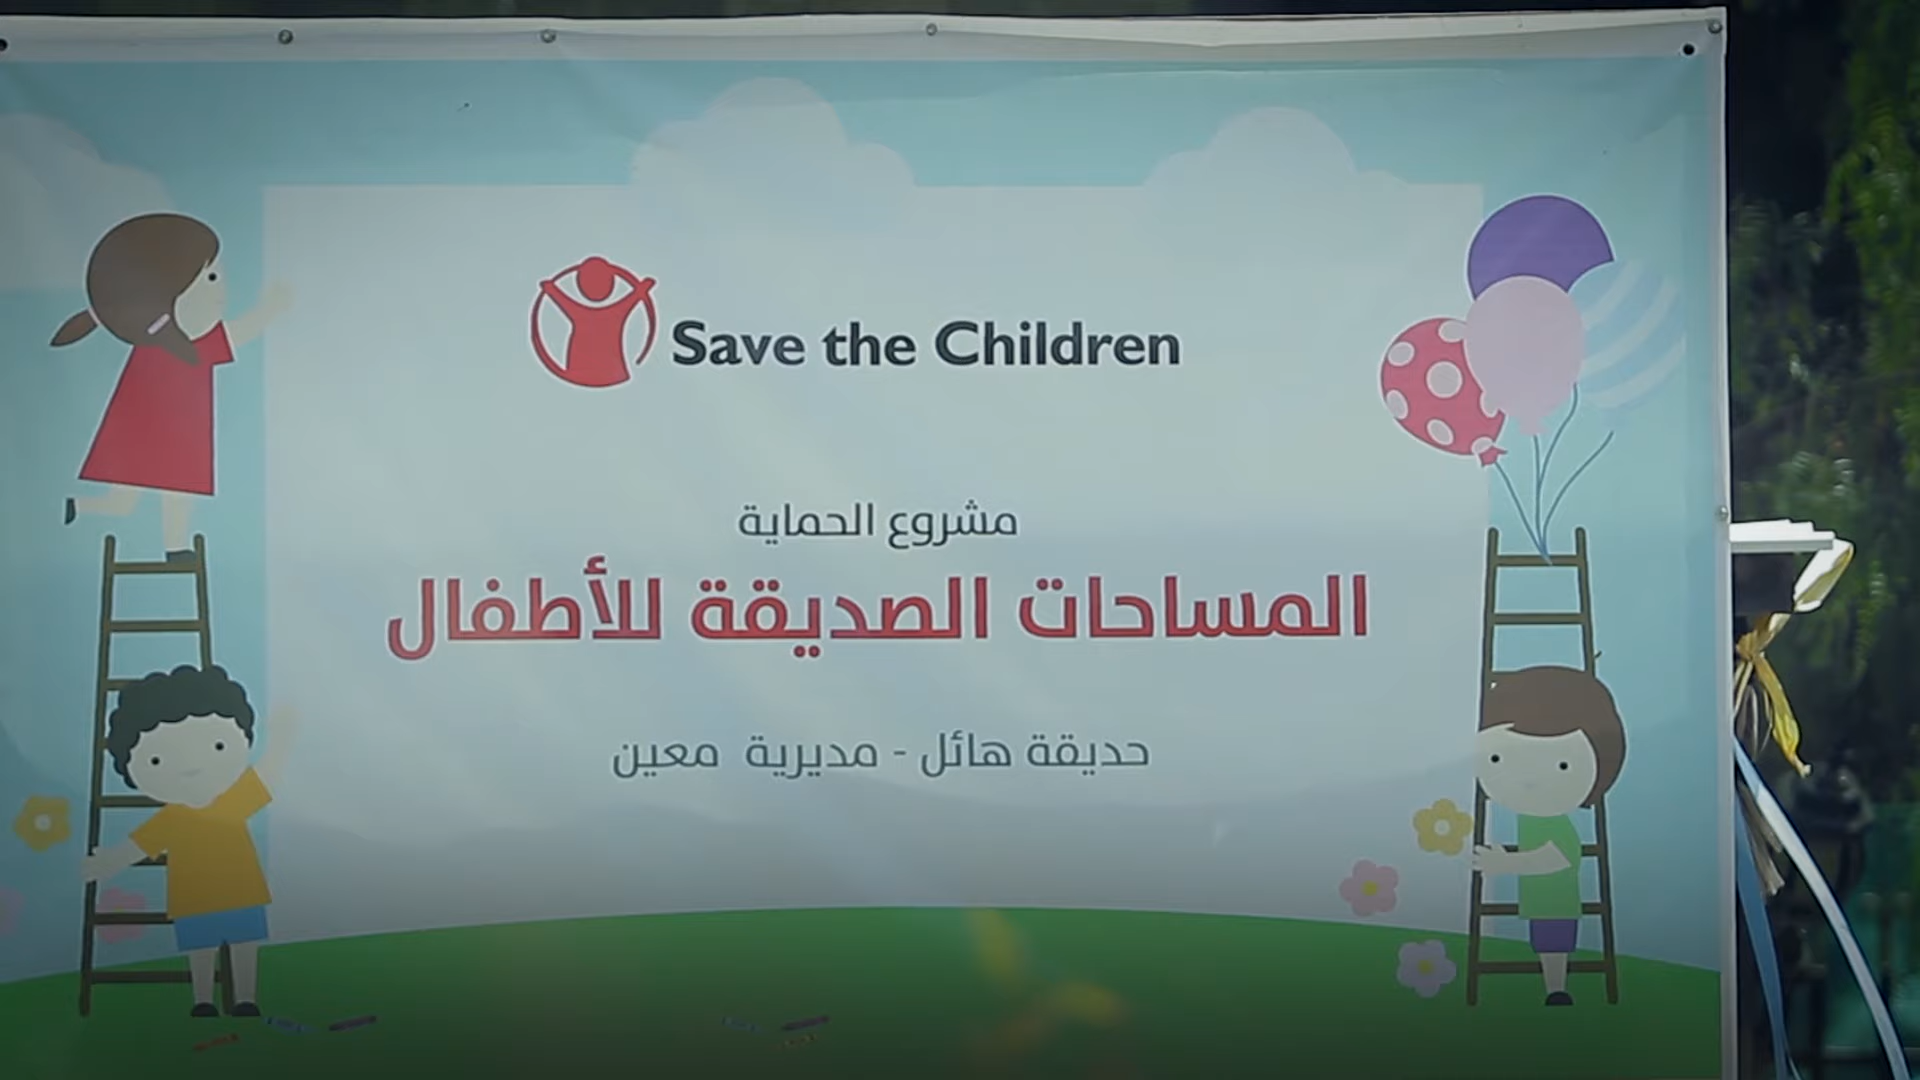 Save the Children
مشروع الحماية
المساحات الصديقة للأطفال
حديقة هائل - مديرية معين